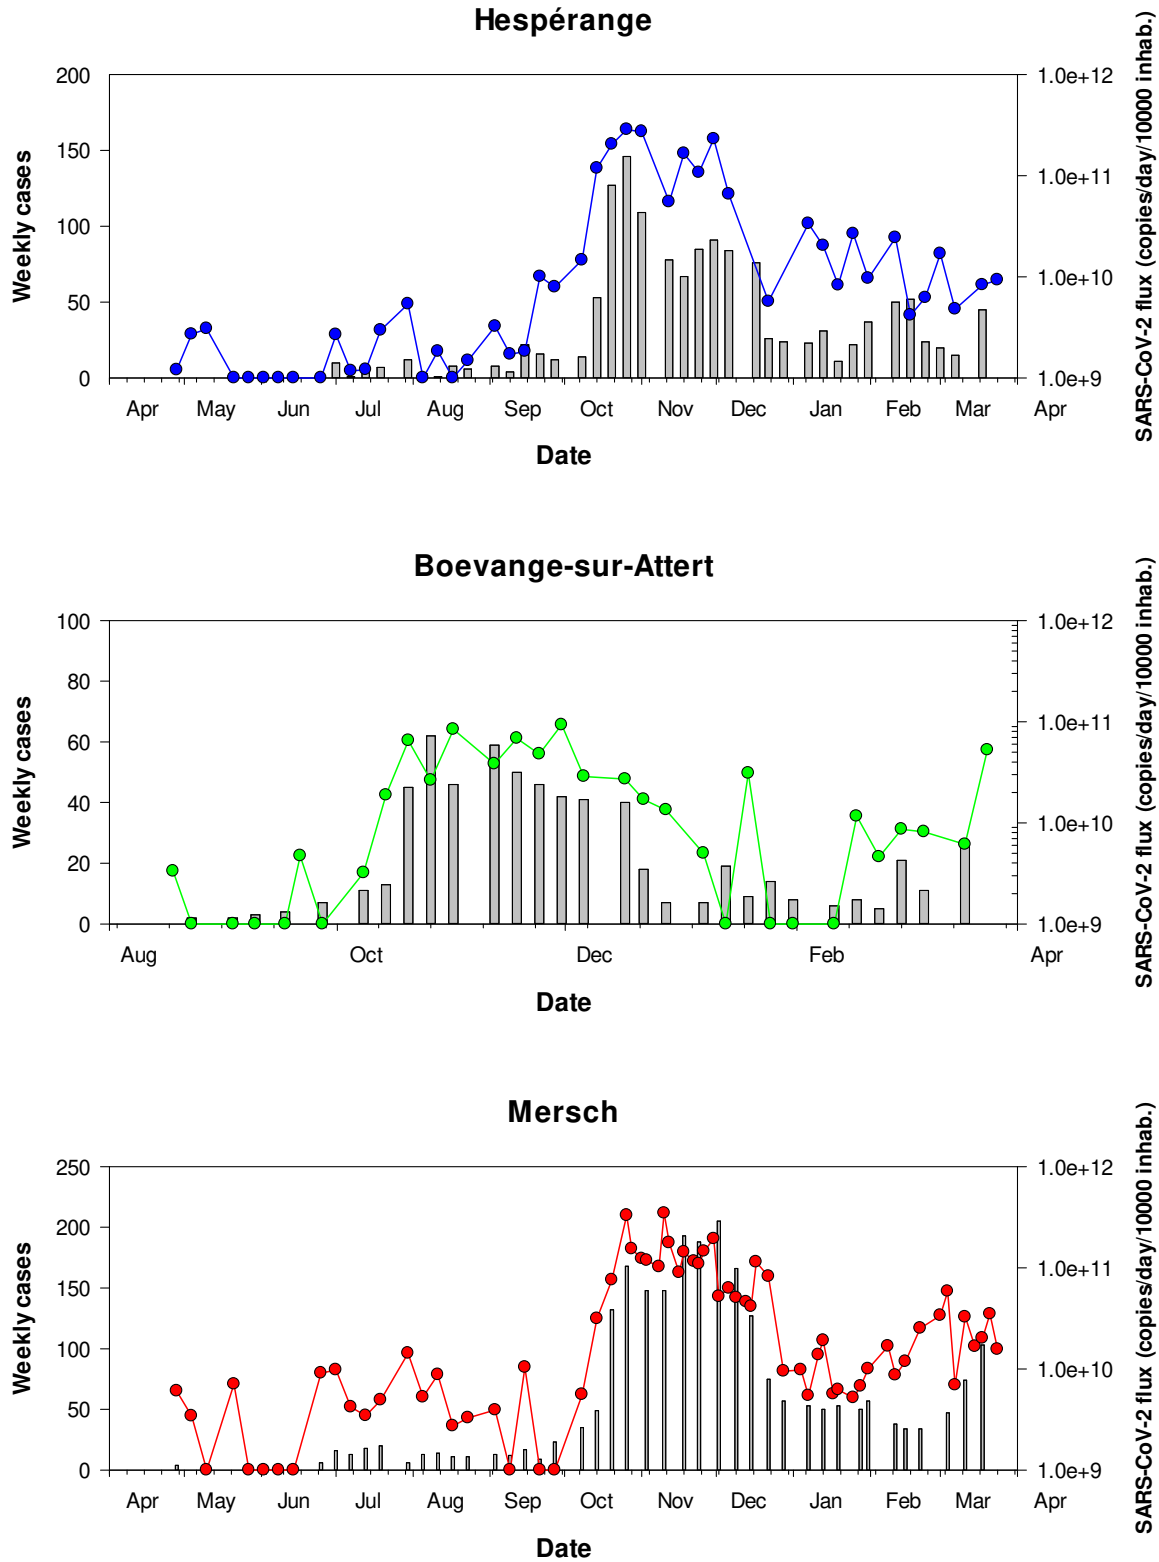 Hespérange
200
150
100
50
0
Weekly cases
1.0e+12
1.0e+11
1.0e+10
1.0e+9
SARS-CoV-2 flux (copies/day/10000 inhab.)
Apr May Jun Jul Aug Sep Oct Nov Dec Jan Feb Mar Apr
Date
Boevange-sur-Attert
100
80
60
40
20
0
Weekly cases
1.0e+12
1.0e+11
1.0e+10
1.0e+9
SARS-CoV-2 flux (copies/day/10000 inhab.)
Aug Oct Dec Feb Apr
Date
Mersch
250
200
150
100
50
0
Weekly cases
1.0e+12
1.0e+11
1.0e+10
1.0e+9
SARS-CoV-2 flux (copies/day/10000 inhab.)
Apr May Jun Jul Aug Sep Oct Nov Dec Jan Feb Mar Apr
Date